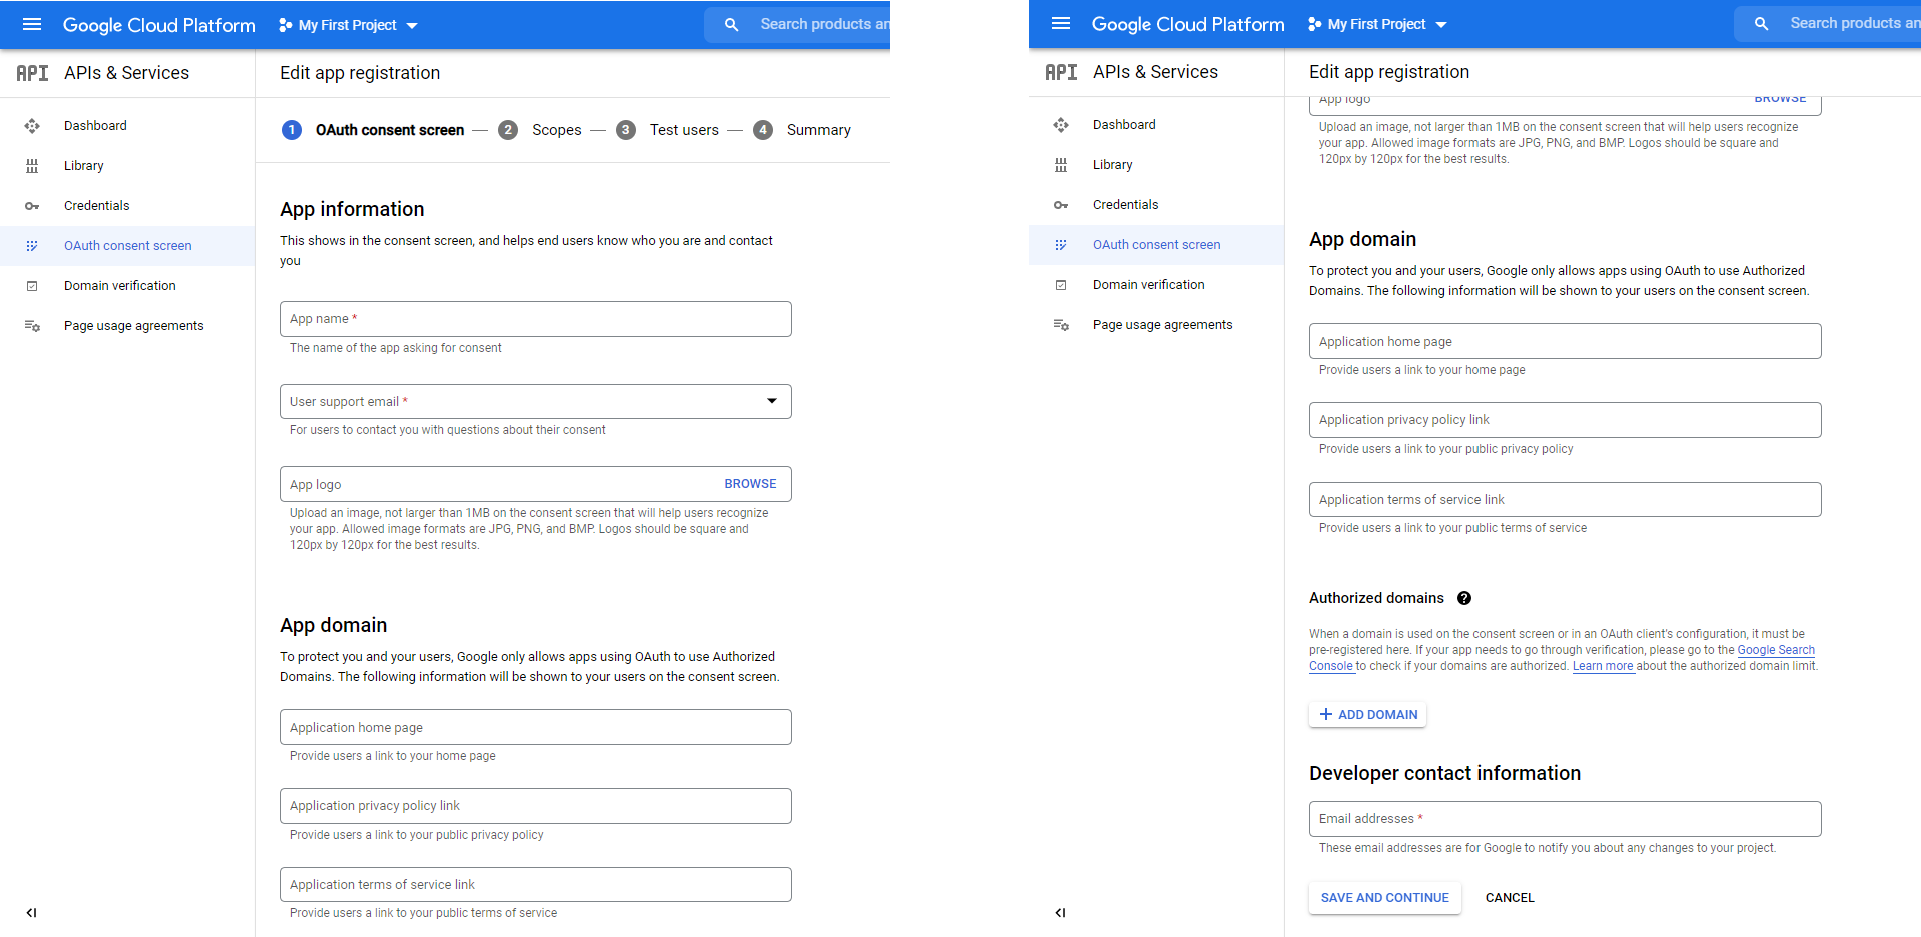 Google Cloud Platform
My First Project
Search products an
API
APIs & Services
Edit app registration
Dashboard
Library
Credentials
OAuth consent screen
Domain verification
Page usage agreements
1 OAuth consent screen — 2 Scopes — 3 Test users — 4 Summary
App information
This shows in the consent screen, and helps end users know who you are and contact
you
App name *
The name of the app asking for consent
User support email *
For users to contact you with questions about their consent
App logo
BROWSE
Upload an image, not larger than 1MB on the consent screen that will help users recognize
your app. Allowed image formats are JPG, PNG, and BMP. Logos should be square and
120px by 120px for the best results.
App domain
To protect you and your users, Google only allows apps using OAuth to use Authorized
Domains. The following information will be shown to your users on the consent screen.
Application home page
Provide users a link to your home page
Application privacy policy link
Provide users a link to your public privacy policy
Application terms of service link
Provide users a link to your public terms of service
Google Cloud Platform
My First Project
Search products an
API
APIs & Services
Edit app registration
Dashboard
Library
Credentials
OAuth consent screen
Domain verification
Page usage agreements
App logo
BROWSE
Upload an image, not larger than 1MB on the consent screen that will help users recognize
your app. Allowed image formats are JPG, PNG, and BMP. Logos should be square and
120px by 120px for the best results.
App domain
To protect you and your users, Google only allows apps using OAuth to use Authorized
Domains. The following information will be shown to your users on the consent screen.
Application home page
Provide users a link to your home page
Application privacy policy link
Provide users a link to your public privacy policy
Application terms of service link
Provide users a link to your public terms of service
Authorized domains ?
When a domain is used on the consent screen or in an OAuth client's configuration, it must be
pre-registered here. If your app needs to go through verification, please go to the Google Search
Console to check if your domains are authorized. Learn more about the authorized domain limit.
+ ADD DOMAIN
Developer contact information
Email addresses *
These email addresses are for Google to notify you about any changes to your project.
SAVE AND CONTINUE
CANCEL